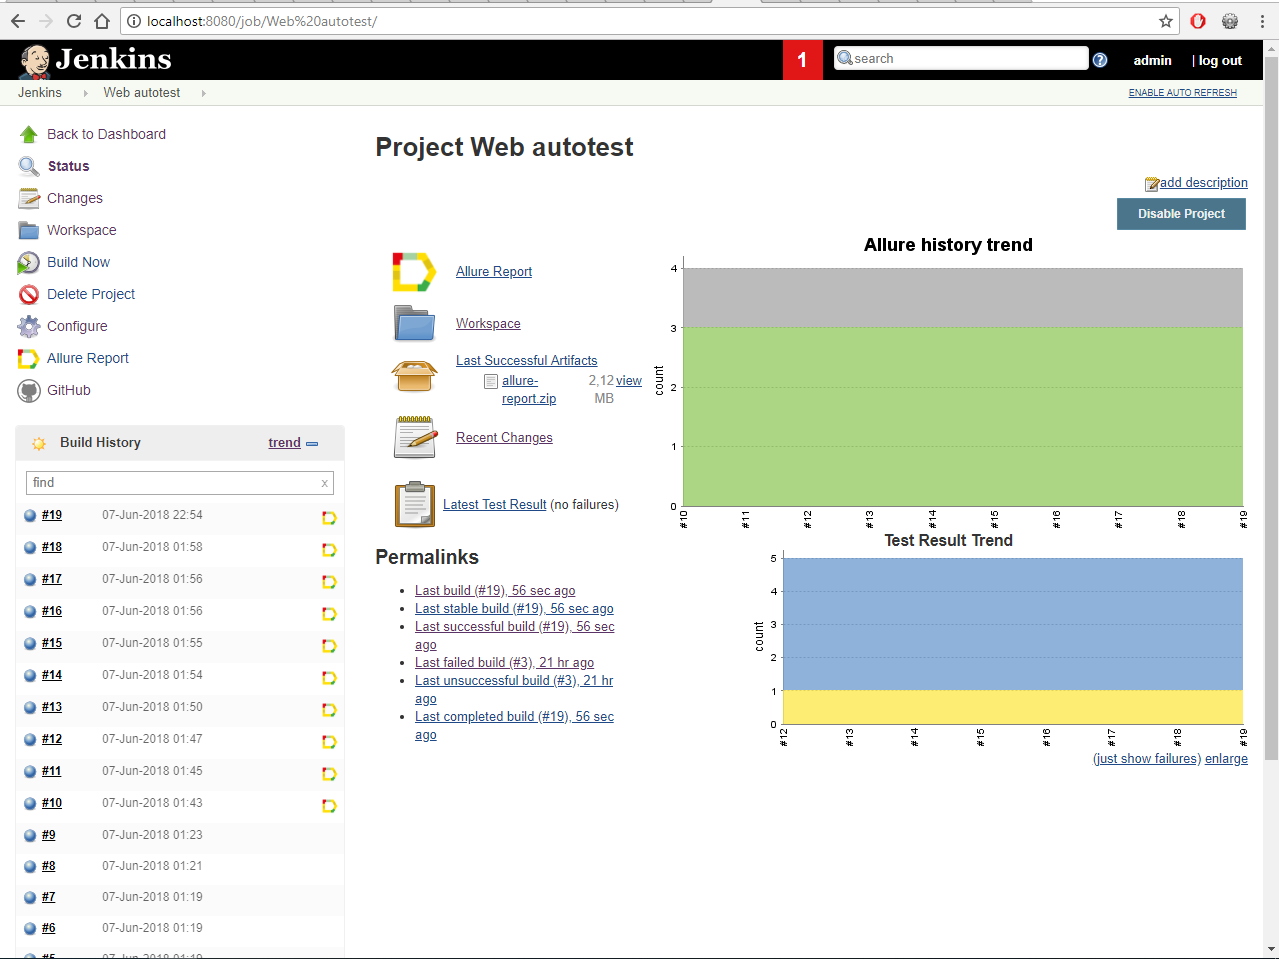 localhost:8080/job/Web%20autotest/
Jenkins
1
search
admin
| log out
Jenkins
Web autotest
ENABLE AUTO REFRESH
Back to Dashboard
Status
Changes
Workspace
Build Now
Delete Project
Configure
Allure Report
GitHub
Build History
trend
find
x
#19 07-Jun-2018 22:54
#18 07-Jun-2018 01:58
#17 07-Jun-2018 01:56
#16 07-Jun-2018 01:56
#15 07-Jun-2018 01:55
#14 07-Jun-2018 01:54
#13 07-Jun-2018 01:50
#12 07-Jun-2018 01:47
#11 07-Jun-2018 01:45
#10 07-Jun-2018 01:43
#9 07-Jun-2018 01:23
#8 07-Jun-2018 01:21
#7 07-Jun-2018 01:19
#6 07-Jun-2018 01:19
#5 07-Jun-2018 01:19
Project Web autotest
add description
Disable Project
Allure Report
Workspace
Last Successful Artifacts
allure- 2,12 view
report.zip MB
Recent Changes
Latest Test Result (no failures)
Permalinks
Last build (#19), 56 sec ago
Last stable build (#19), 56 sec ago
Last successful build (#19), 56 sec
ago
Last failed build (#3), 21 hr ago
Last unsuccessful build (#3), 21 hr
ago
Last completed build (#19), 56 sec
ago
Allure history trend
count
4
3
2
1
0
#10 #11 #12 #13 #14 #15 #16 #17 #18 #19
Test Result Trend
count
5
4
3
2
1
0
#12 #13 #14 #15 #16 #17 #18 #19
(just show failures) enlarge